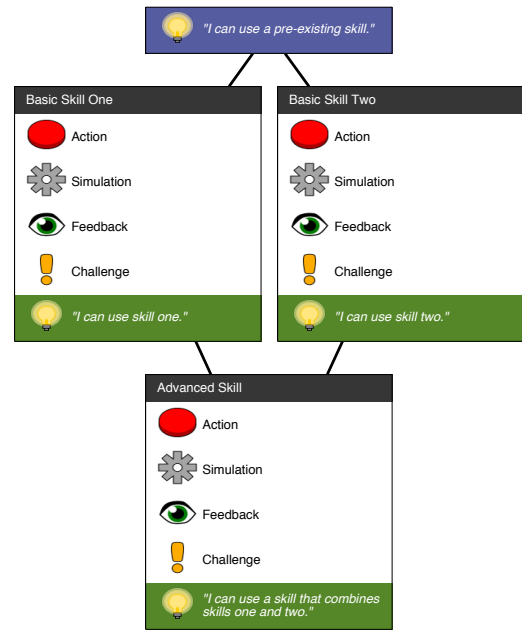 "I can use a pre-existing skill."
Basic Skill One
Action
Simulation
Feedback
Challenge
"I can use skill one."
Basic Skill Two
Action
Simulation
Feedback
Challenge
"I can use skill two."
Advanced Skill
Action
Simulation
Feedback
Challenge
"I can use a skill that combines
skills one and two."